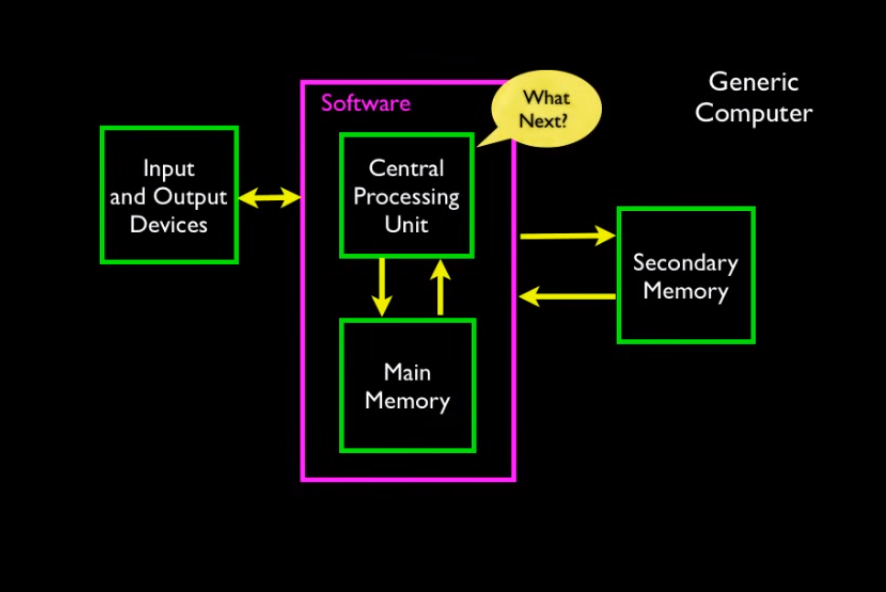 Generic
Computer
Software
What
Next?
Input
and Output
Devices
Central
Processing
Unit
Secondary
Memory
Main
Memory